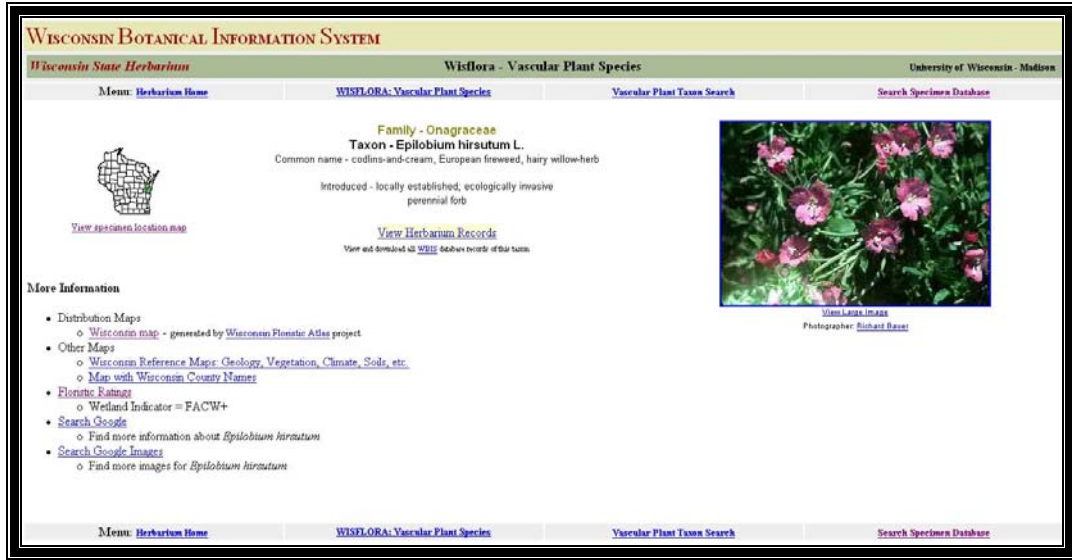 WISCONSIN BOTANICAL INFORMATION SYSTEM
Wisconsin State Herbarium
Wisflora - Vascular Plant Species
University of Wisconsin - Madison
Menu: Herbarium Home
WISFLORA: Vascular Plant Species
Vascular Plant Taxon Search
Search Specimen Database
Family - Onagraceae
Taxon - Epilobium hirsutum L.
Common name - codlins-and-cream, European fireweed, hairy willow-herb
Introduced - locally established; ecologically invasive
perennial forb
View specimen location map
View Herbarium Records
View and download all WBIS database records of this taxon
View Large Image
Photographer: Richard Bauer
More Information
• Distribution Maps
o Wisconsin map - generated by Wisconsin Floristic Atlas project
• Other Maps
o Wisconsin Reference Maps: Geology, Vegetation, Climate, Soils, etc.
o Map with Wisconsin County Names
• Floristic Ratings
o Wetland Indicator = FACW+
• Search Google
o Find more information about Epilobium hirsutum
• Search Google Images
o Find more images for Epilobium hirsutum
Menu: Herbarium Home
WISFLORA: Vascular Plant Species
Vascular Plant Taxon Search
Search Specimen Database